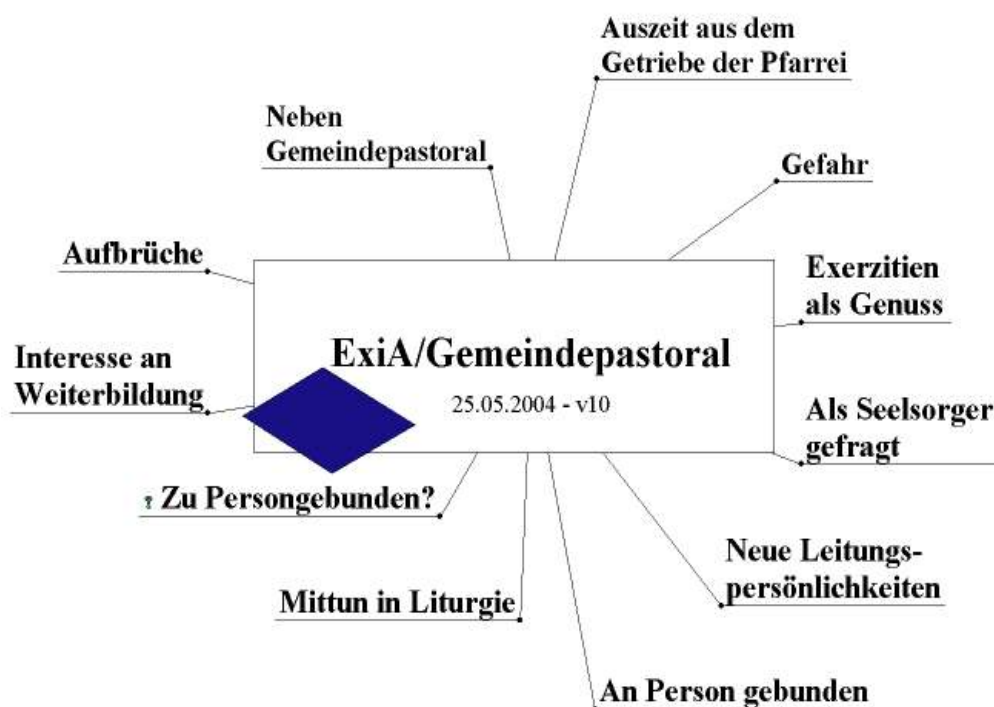 Auszeit aus dem
Getriebe der Pfarrei
Neben
Gemeindepastoral
Gefahr
Aufbrüche
Exerzitien
als Genuss
ExiA/Gemeindepastoral
25.05.2004 - v10
Interesse an
Weiterbildung
Als Seelsorger
gefragt
? Zu Persongebunden?
Neue Leitungs-
persönlichkeiten
Mittun in Liturgie
An Person gebunden